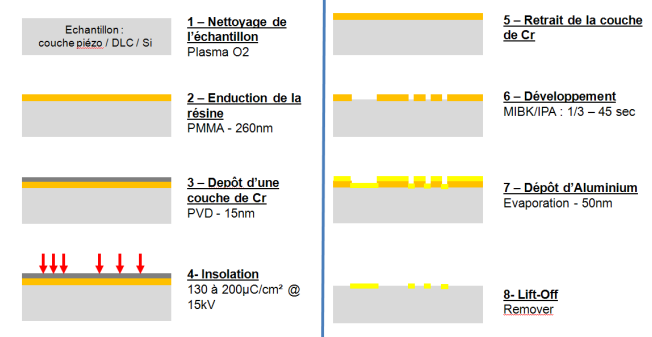 Echantillon :
couche piézo / DLC / Si
1 – Nettoyage de
l'échantillon
Plasma O2
2 – Enduction de la
résine
PMMA - 260nm
3 – Depôt d'une
couche de Cr
PVD - 15nm
4- Insolation
130 à 200µC/cm² @
15kV
5 – Retrait de la couche
de Cr
6 – Développement
MIBK/IPA : 1/3 – 45 sec
7 – Dépôt d'Aluminium
Evaporation - 50nm
8- Lift-Off
Remover